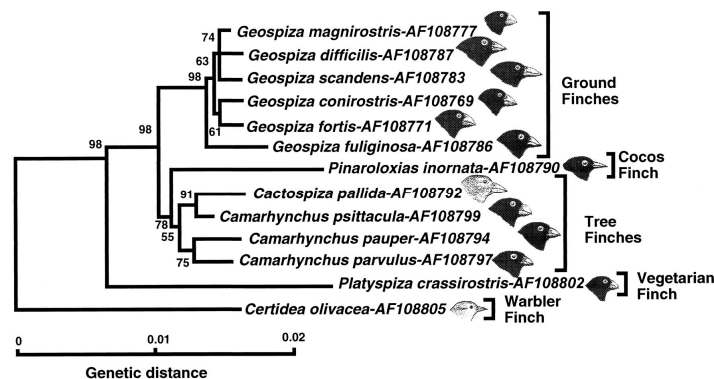 74 Geospiza magnirostris-AF108777
Geospiza difficilis-AF108787
63
Geospiza scandens-AF108783
98
Geospiza conirostris-AF108769
Geospiza fortis-AF108771
61
Geospiza fuliginosa-AF108786
Ground
Finches
98
98
Pinaroloxias inornata-AF108790
Cocos
Finch
Cactospiza pallida-AF108792
91
Camarhynchus psittacula-AF108799
78
55
Camarhynchus pauper-AF108794
75
Camarhynchus parvulus-AF108797
Tree
Finches
Platyspiza crassirostris-AF108802
Vegetarian
Finch
Certidea olivacea-AF108805
Warbler
Finch
0 0.01 0.02
Genetic distance